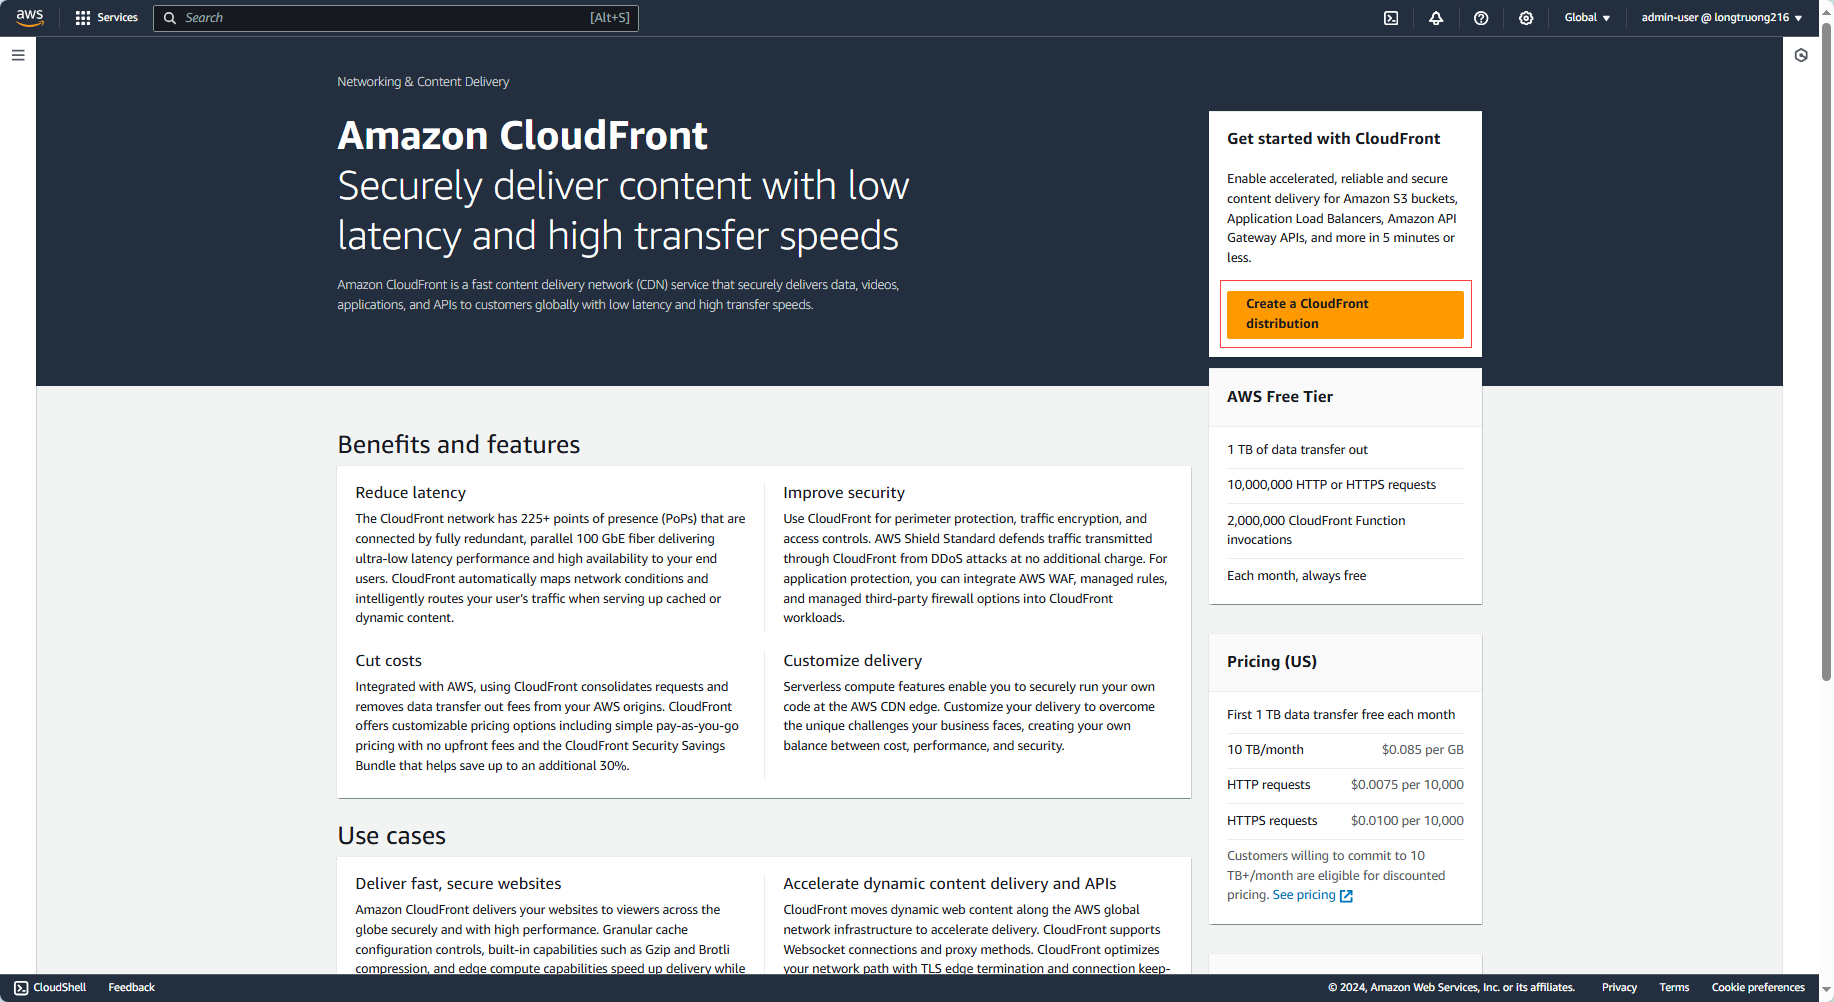 aws
Services
Search
[Alt+S]
Global
admin-user @ longtruong216
Networking & Content Delivery
Amazon CloudFront
Securely deliver content with low
latency and high transfer speeds
Amazon CloudFront is a fast content delivery network (CDN) service that securely delivers data, videos,
applications, and APIs to customers globally with low latency and high transfer speeds.
Get started with CloudFront
Enable accelerated, reliable and secure
content delivery for Amazon S3 buckets,
Application Load Balancers, Amazon API
Gateway APIs, and more in 5 minutes or
less.
Create a CloudFront
distribution
AWS Free Tier
1 TB of data transfer out
10,000,000 HTTP or HTTPS requests
2,000,000 CloudFront Function
invocations
Each month, always free
Benefits and features
Reduce latency
The CloudFront network has 225+ points of presence (PoPs) that are
connected by fully redundant, parallel 100 GbE fiber delivering
ultra-low latency performance and high availability to your end
users. CloudFront automatically maps network conditions and
intelligently routes your user's traffic when serving up cached or
dynamic content.
Improve security
Use CloudFront for perimeter protection, traffic encryption, and
access controls. AWS Shield Standard defends traffic transmitted
through CloudFront from DDoS attacks at no additional charge. For
application protection, you can integrate AWS WAF, managed rules,
and managed third-party firewall options into CloudFront
workloads.
Cut costs
Integrated with AWS, using CloudFront consolidates requests and
removes data transfer out fees from your AWS origins. CloudFront
offers customizable pricing options including simple pay-as-you-go
pricing with no upfront fees and the CloudFront Security Savings
Bundle that helps save up to an additional 30%.
Customize delivery
Serverless compute features enable you to securely run your own
code at the AWS CDN edge. Customize your delivery to overcome
the unique challenges your business faces, creating your own
balance between cost, performance, and security.
Pricing (US)
First 1 TB data transfer free each month
10 TB/month $0.085 per GB
HTTP requests $0.0075 per 10,000
HTTPS requests $0.0100 per 10,000
Customers willing to commit to 10
TB+/month are eligible for discounted
pricing. See pricing
Use cases
Deliver fast, secure websites
Amazon CloudFront delivers your websites to viewers across the
globe securely and with high performance. Granular cache
configuration controls, built-in capabilities such as Gzip and Brotli
compression, and edge compute capabilities speed up delivery while
Accelerate dynamic content delivery and APIs
CloudFront moves dynamic web content along the AWS global
network infrastructure to accelerate delivery. CloudFront supports
Websocket connections and proxy methods. CloudFront optimizes
your network path with TLS edge termination and connection keep-
CloudShell
Feedback
© 2024, Amazon Web Services, Inc. or its affiliates.
Privacy
Terms
Cookie preferences